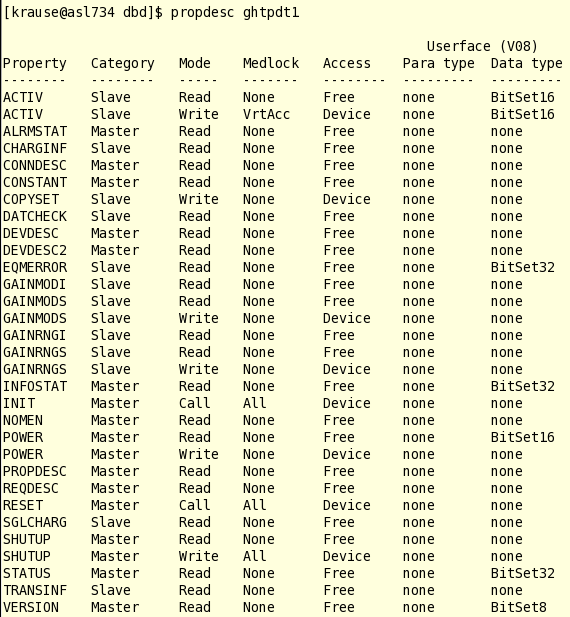 [krause@asl734 dbd]$ propdesc ghtpdt1
Userface (V08)
Property Category Mode Medlock Access Para type Data type
-------- -------- ----- ------- -------- --------- ---------
ACTIV Slave Read None Free none BitSet16
ACTIV Slave Write VrtAcc Device none BitSet16
ALRMSTAT Master Read None Free none none
CHARGINF Slave Read None Free none none
CONNDESC Master Read None Free none none
CONSTANT Master Read None Free none none
COPYSET Slave Write None Device none none
DATCHECK Slave Read None Free none none
DEVDESC Master Read None Free none none
DEVDESC2 Master Read None Free none none
EQMERROR Slave Read None Free none BitSet32
GAINMODI Slave Read None Free none none
GAINMODS Slave Read None Free none none
GAINMODS Slave Write None Device none none
GAINRNGI Slave Read None Free none none
GAINRNGS Slave Read None Free none none
GAINRNGS Slave Write None Device none none
INFOSTAT Master Read None Free none BitSet32
INIT Master Call All Device none none
NOMEN Master Read None Free none none
POWER Master Read None Free none BitSet16
POWER Master Write None Device none none
PROPDESC Master Read None Free none none
REQDESC Master Read None Free none none
RESET Master Call All Device none none
SGLCHARG Slave Read None Free none none
SHUTUP Master Read None Free none none
SHUTUP Master Write All Device none none
STATUS Master Read None Free none BitSet32
TRANSINF Slave Read None Free none none
VERSION Master Read None Free none BitSet8